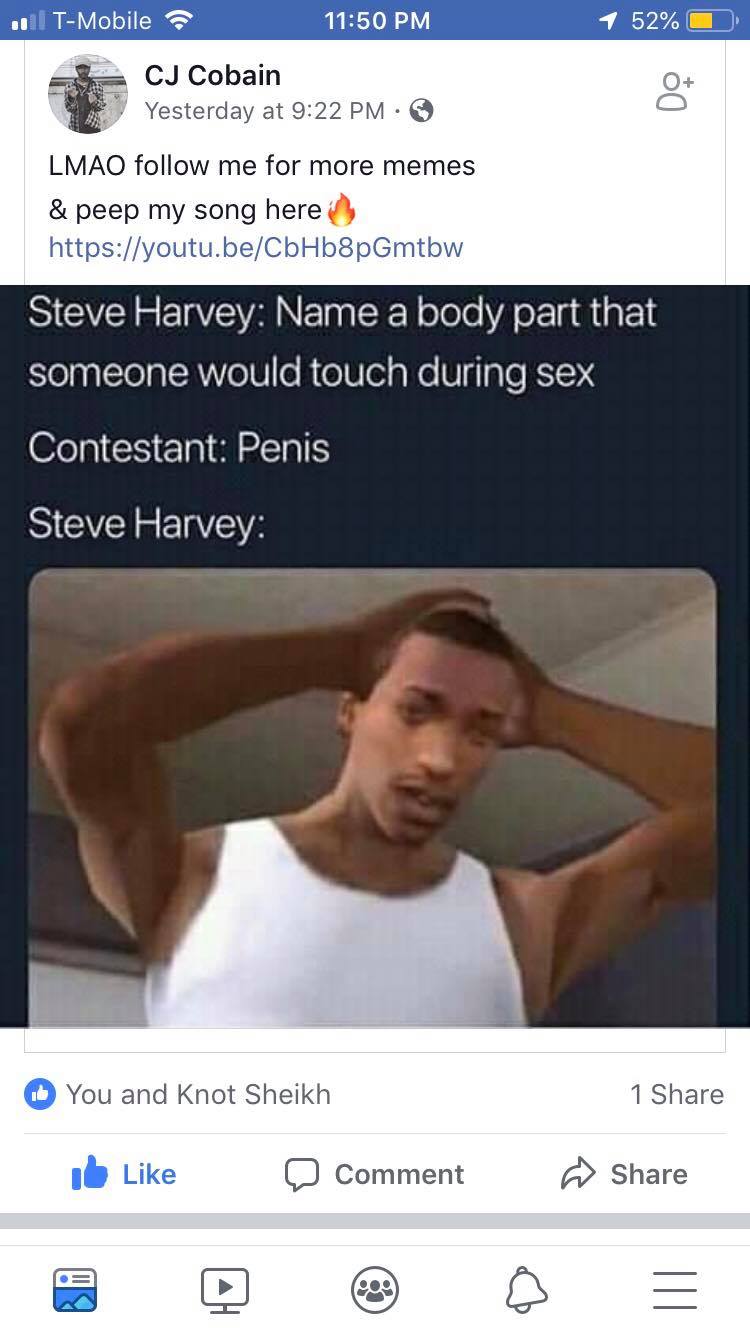 T-Mobile 11:50 PM 52%
CJ Cobain
Yesterday at 9:22 PM ·
LMAO follow me for more memes
& peep my song here🔥
https://youtu.be/CbHb8pGmtbw
Steve Harvey: Name a body part that
someone would touch during sex
Contestant: Penis
Steve Harvey:
You and Knot Sheikh 1 Share
Like Comment Share